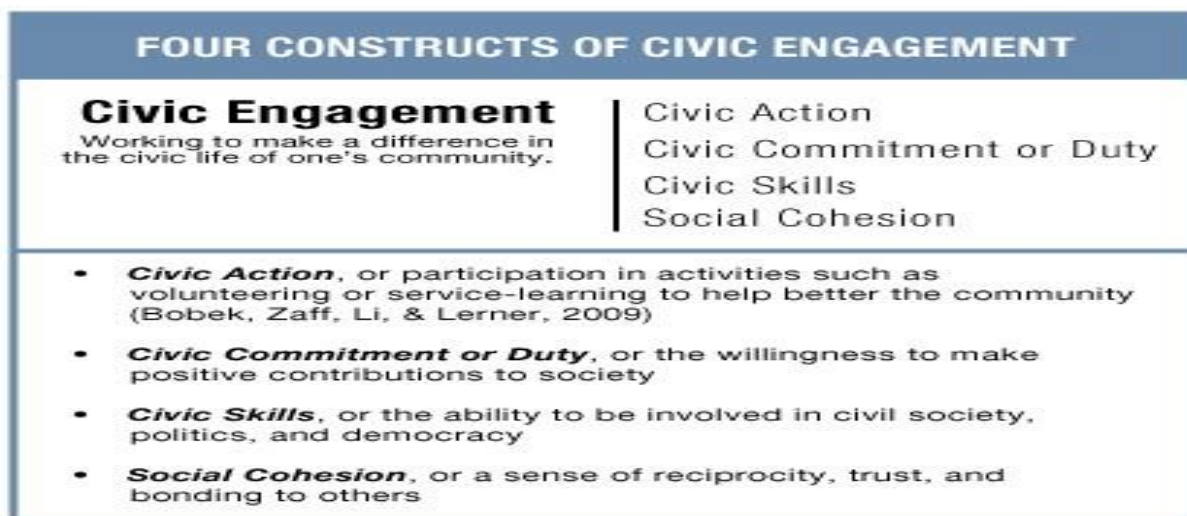 FOUR CONSTRUCTS OF CIVIC ENGAGEMENT
Civic Engagement
Working to make a difference in
the civic life of one's community.
Civic Action
Civic Commitment or Duty
Civic Skills
Social Cohesion
• Civic Action, or participation in activities such as
volunteering or service-learning to help better the community
(Bobek, Zaff, Li, & Lerner, 2009)
• Civic Commitment or Duty, or the willingness to make
positive contributions to society
• Civic Skills, or the ability to be involved in civil society,
politics, and democracy
• Social Cohesion, or a sense of reciprocity, trust, and
bonding to others